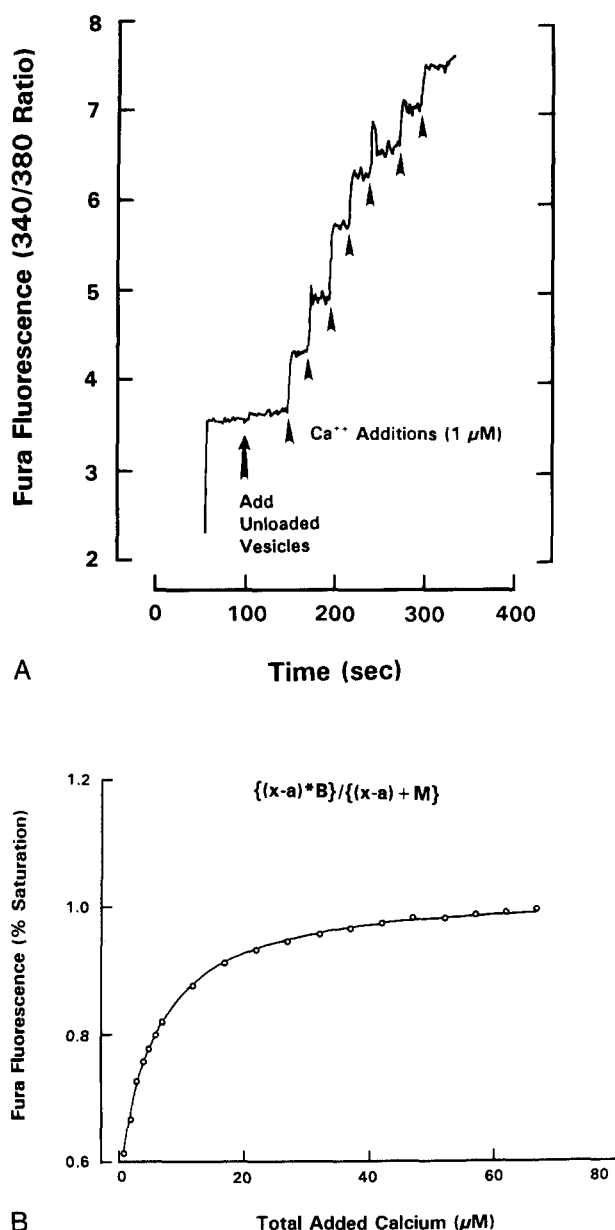 8
7
6
5
4
3
2
Fura Fluorescence (340/380 Ratio)
Ca⁺⁺ Additions (1 µM)
Add
Unloaded
Vesicles
0 100 200 300 400
A
Time (sec)
1.2
{(x-a)*B}/{(x-a) + M}
1.0
0.8
0.6
Fura Fluorescence (% Saturation)
0 20 40 60 80
B
Total Added Calcium (µM)